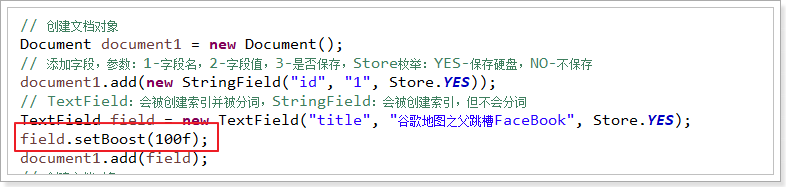 // 创建文档对象
Document document1 = new Document();
// 添加字段，参数：1-字段名，2-字段值，3-是否保存，Store枚举：YES-保存硬盘，NO-不保存
document1.add(new StringField("id", "1", Store.YES));
// TextField：会被创建索引并被分词，StringField：会被创建索引，但不会分词
TextField field = new TextField("title", "谷歌地图之父跳槽FaceBook", Store.YES);
field.setBoost(100f);
document1.add(field);